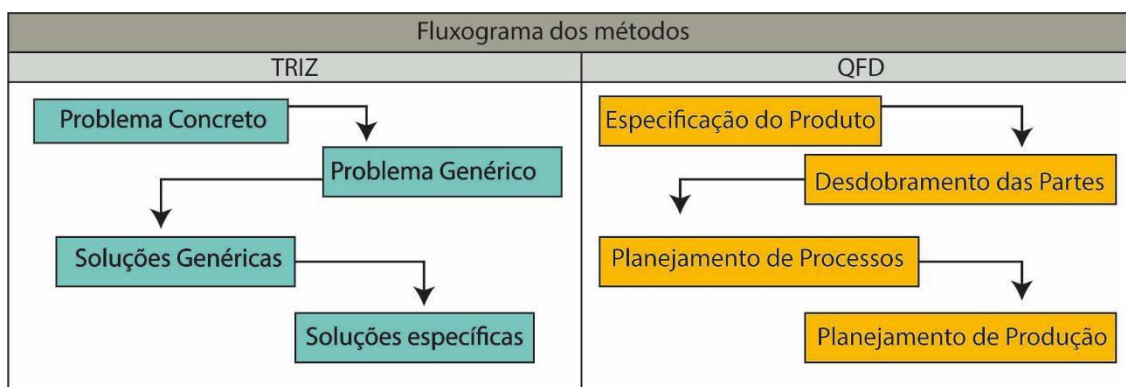 Fluxograma dos métodos
TRIZ
QFD
Problema Concreto
Problema Genérico
Soluções Genéricas
Soluções específicas
Especificação do Produto
Desdobramento das Partes
Planejamento de Processos
Planejamento de Produção